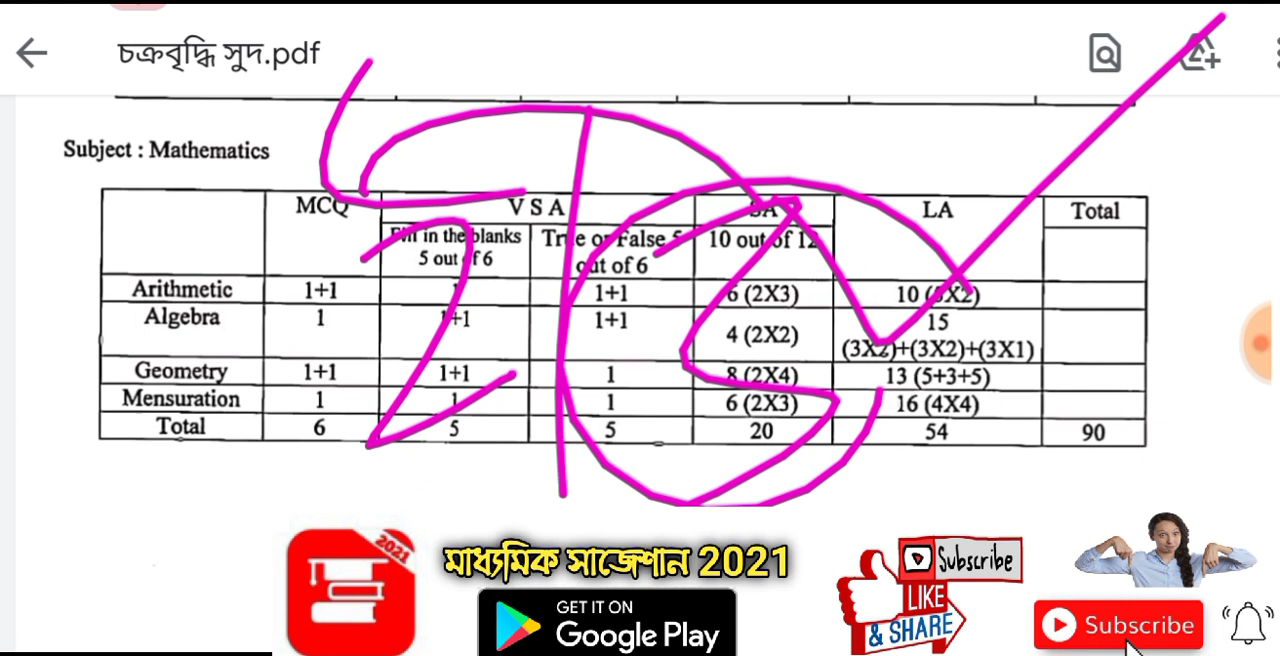 চক্রবৃদ্ধি সুদ.pdf
Subject : Mathematics
MCQ V S A SA LA Total
Fill in the blanks 5 out of 6 True or False 5 out of 6 10 out of 12
Arithmetic 1+1 1 1+1 6 (2X3) 10 (5X2)
Algebra 1 1+1 1+1 4 (2X2) 15 (3X2)+(3X2)+(3X1)
Geometry 1+1 1+1 1 8 (2X4) 13 (5+3+5)
Mensuration 1 1 1 6 (2X3) 16 (4X4)
Total 6 5 5 20 54 90
2021
মাধ্যমিক সাজেশান 2021
GET IT ON
Google Play
Subscribe
LIKE
& SHARE
Subscribe